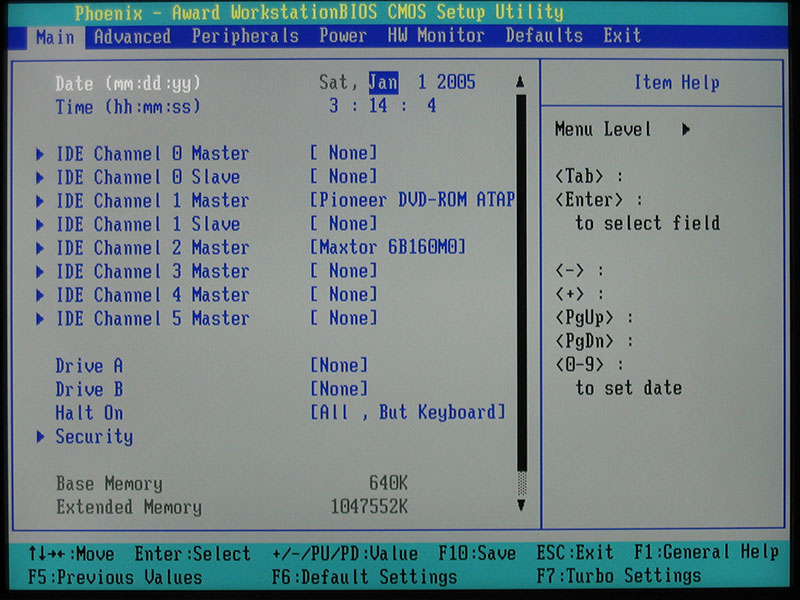 Phoenix - Award WorkstationBIOS CMOS Setup Utility
Main Advanced Peripherals Power HW Monitor Defaults Exit
Date (mm:dd:yy) Sat, Jan 1 2005
Time (hh:mm:ss) 3 : 14 : 4
IDE Channel 0 Master [ None]
IDE Channel 0 Slave [ None]
IDE Channel 1 Master [Pioneer DVD-ROM ATAP
IDE Channel 1 Slave [ None]
IDE Channel 2 Master [Maxtor 6B160M0]
IDE Channel 3 Master [ None]
IDE Channel 4 Master [ None]
IDE Channel 5 Master [ None]
Drive A [None]
Drive B [None]
Halt On [All , But Keyboard]
Security
Base Memory 640K
Extended Memory 1047552K
Item Help
Menu Level
<Tab> :
<Enter> :
to select field
<-> :
<+> :
<PgUp> :
<PgDn> :
<0-9> :
to set date
↑↓→←:Move Enter:Select +/-/PU/PD:Value F10:Save ESC:Exit F1:General Help
F5:Previous Values F6:Default Settings F7:Turbo Settings